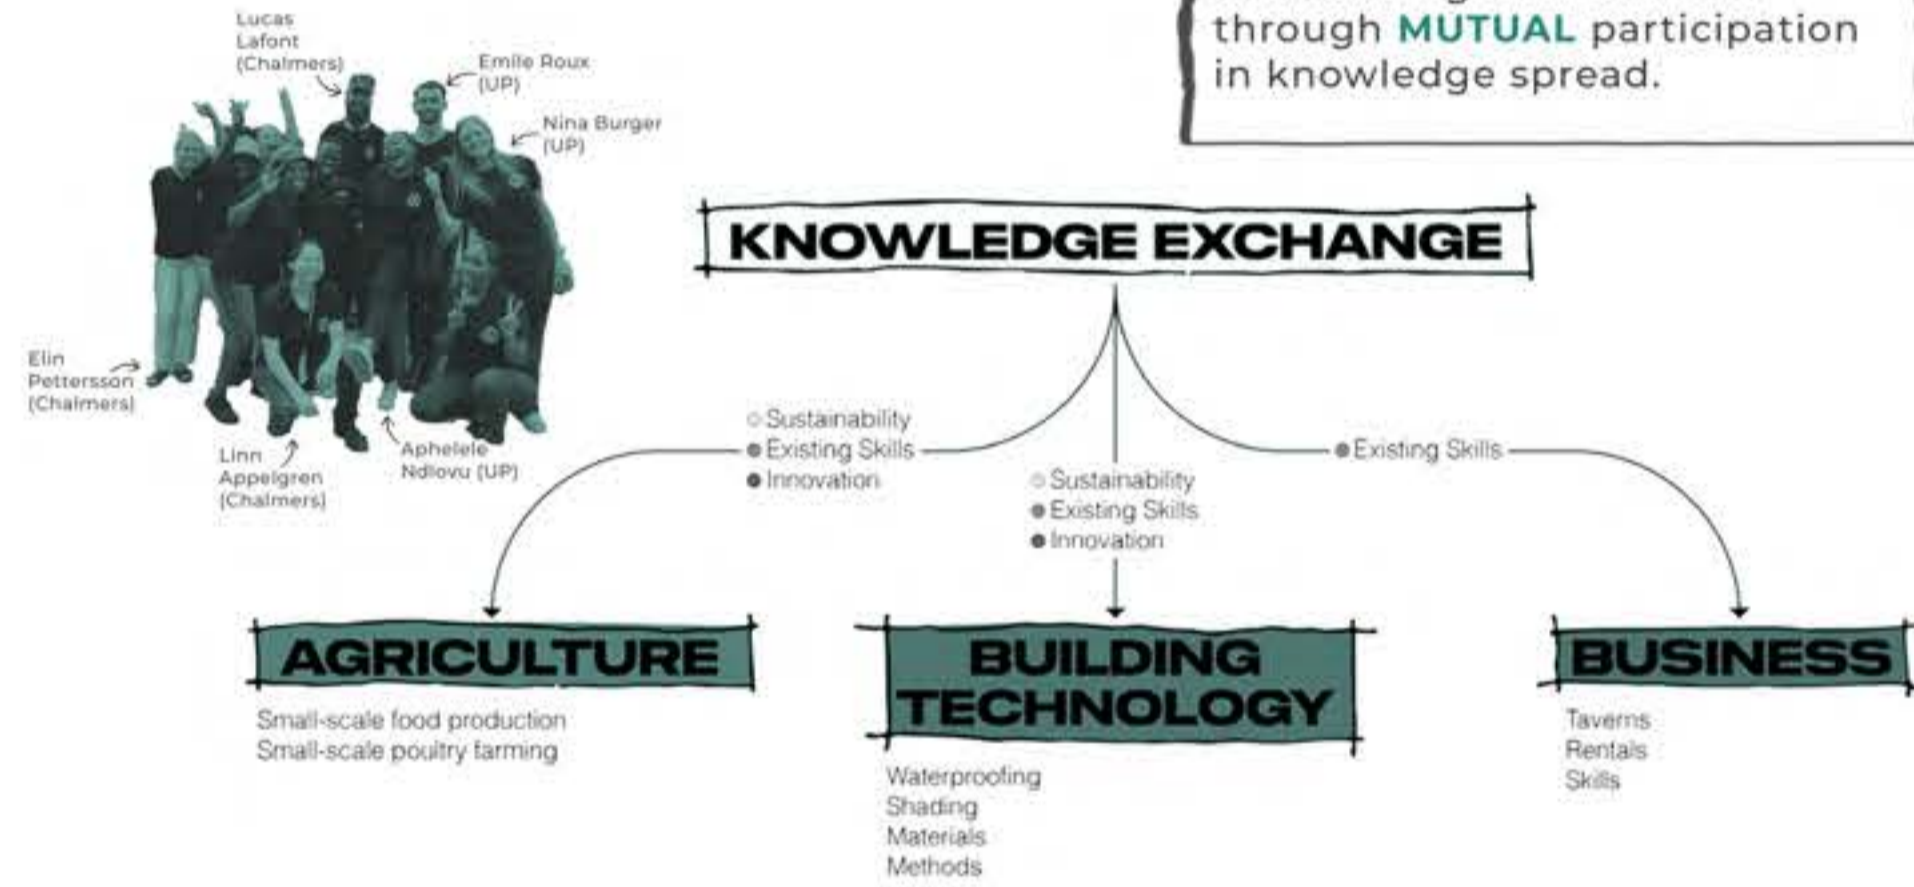 Lucas
Lafont
(Chalmers)
Emile Roux
(UP)
Nina Burger
(UP)
Elin
Pettersson
(Chalmers)
Linn
Appelgren
(Chalmers)
Aphelele
Ndlovu (UP)
through MUTUAL participation
in knowledge spread.
KNOWLEDGE EXCHANGE
Sustainability
Existing Skills
Innovation
Sustainability
Existing Skills
Innovation
Existing Skills
AGRICULTURE
Small-scale food production
Small-scale poultry farming
BUILDING
TECHNOLOGY
Waterproofing
Shading
Materials
Methods
BUSINESS
Taverns
Rentals
Skills